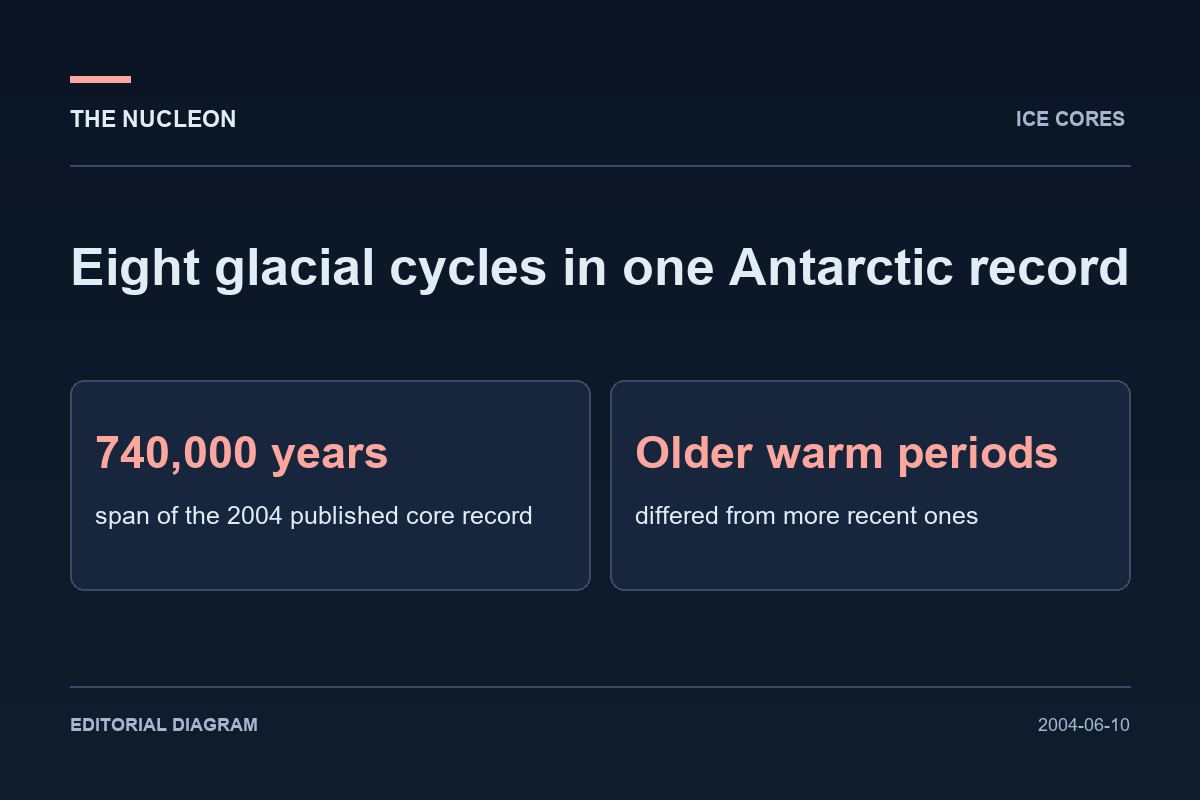 THE NUCLEON
ICE CORES
Eight glacial cycles in one Antarctic record
740,000 years
span of the 2004 published core record
Older warm periods
differed from more recent ones
EDITORIAL DIAGRAM
2004-06-10